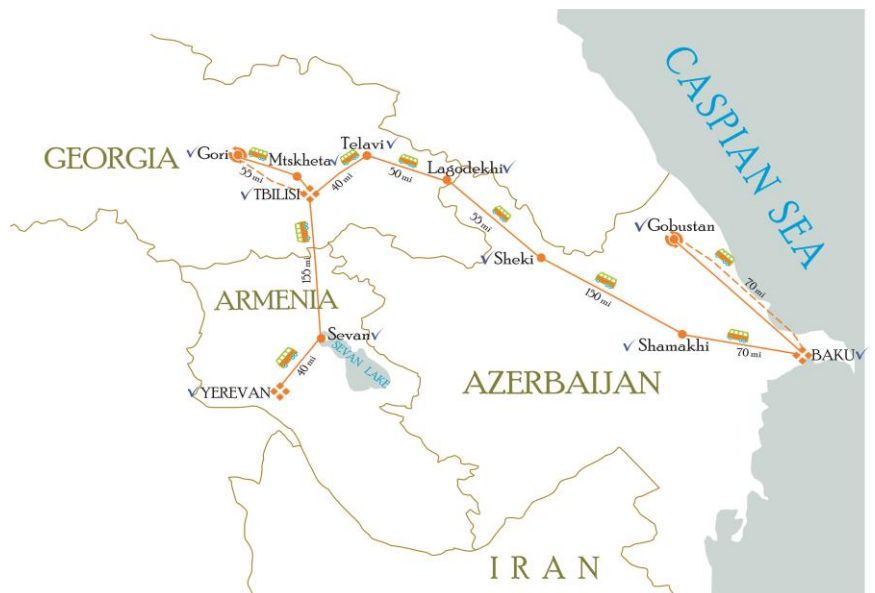 CASPIAN SEA
GEORGIA
Gori
Mtskheta
Telavi
Lagodekhi
55 mi
TBILISI
40 mi
50 mi
55 mi
Gobustan
Sheki
70 mi
155 mi
150 mi
ARMENIA
Sevan
SEVAN LAKE
40 mi
YEREVAN
Shamakhi
70 mi
BAKU
AZERBAIJAN
IRAN